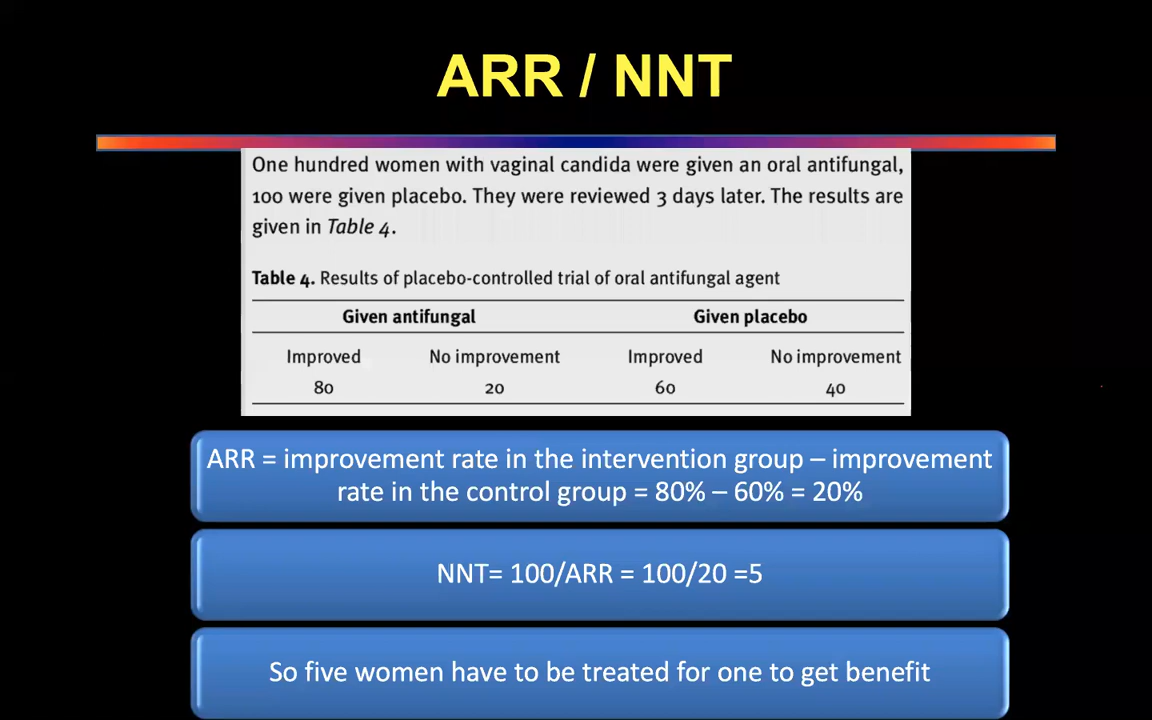 ARR / NNT
One hundred women with vaginal candida were given an oral antifungal,
100 were given placebo. They were reviewed 3 days later. The results are
given in Table 4.
Table 4. Results of placebo-controlled trial of oral antifungal agent
Given antifungal Given placebo
Improved No improvement Improved No improvement
80 20 60 40
ARR = improvement rate in the intervention group – improvement
rate in the control group = 80% – 60% = 20%
NNT= 100/ARR = 100/20 =5
So five women have to be treated for one to get benefit